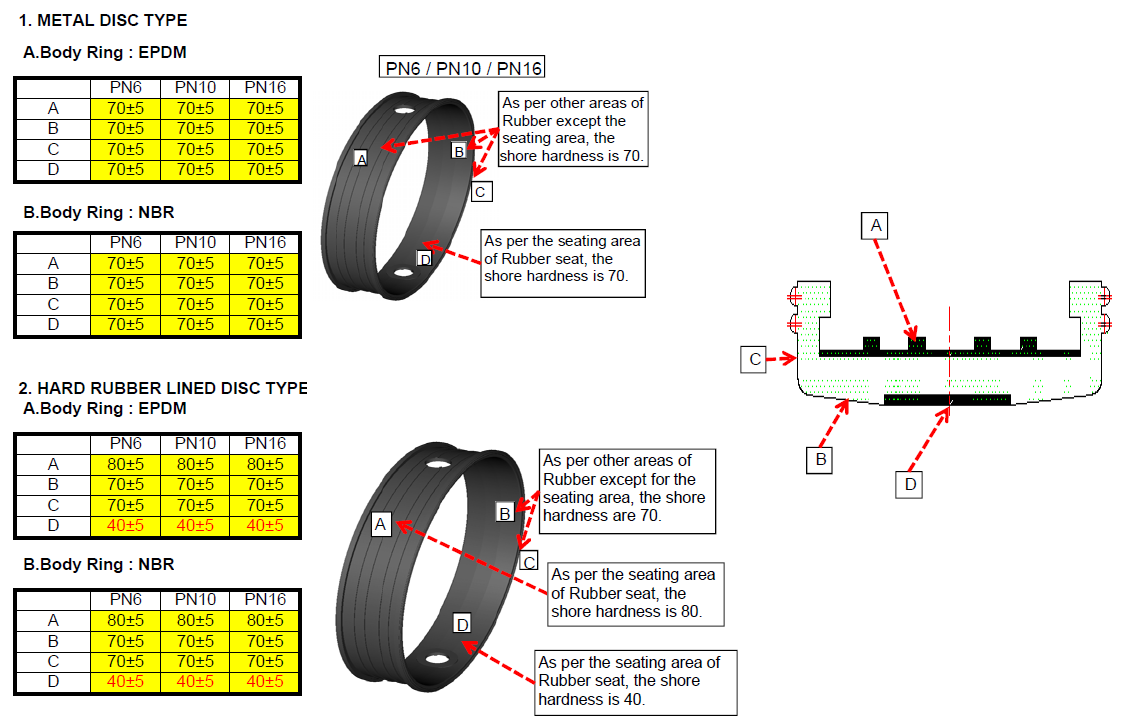 1. METAL DISC TYPE
A.Body Ring : EPDM
PN6 PN10 PN16
A 70±5 70±5 70±5
B 70±5 70±5 70±5
C 70±5 70±5 70±5
D 70±5 70±5 70±5
B.Body Ring : NBR
PN6 PN10 PN16
A 70±5 70±5 70±5
B 70±5 70±5 70±5
C 70±5 70±5 70±5
D 70±5 70±5 70±5
PN6 / PN10 / PN16
As per other areas of
Rubber except the
seating area, the
shore hardness is 70.
A
B
C
D
As per the seating area
of Rubber seat, the
shore hardness is 70.
2. HARD RUBBER LINED DISC TYPE
A.Body Ring : EPDM
PN6 PN10 PN16
A 80±5 80±5 80±5
B 70±5 70±5 70±5
C 70±5 70±5 70±5
D 40±5 40±5 40±5
B.Body Ring : NBR
PN6 PN10 PN16
A 80±5 80±5 80±5
B 70±5 70±5 70±5
C 70±5 70±5 70±5
D 40±5 40±5 40±5
As per other areas of
Rubber except for the
seating area, the shore
hardness are 70.
A
B
C
D
As per the seating area
of Rubber seat, the
shore hardness is 80.
As per the seating area of
Rubber seat, the shore
hardness is 40.
A
C
B
D